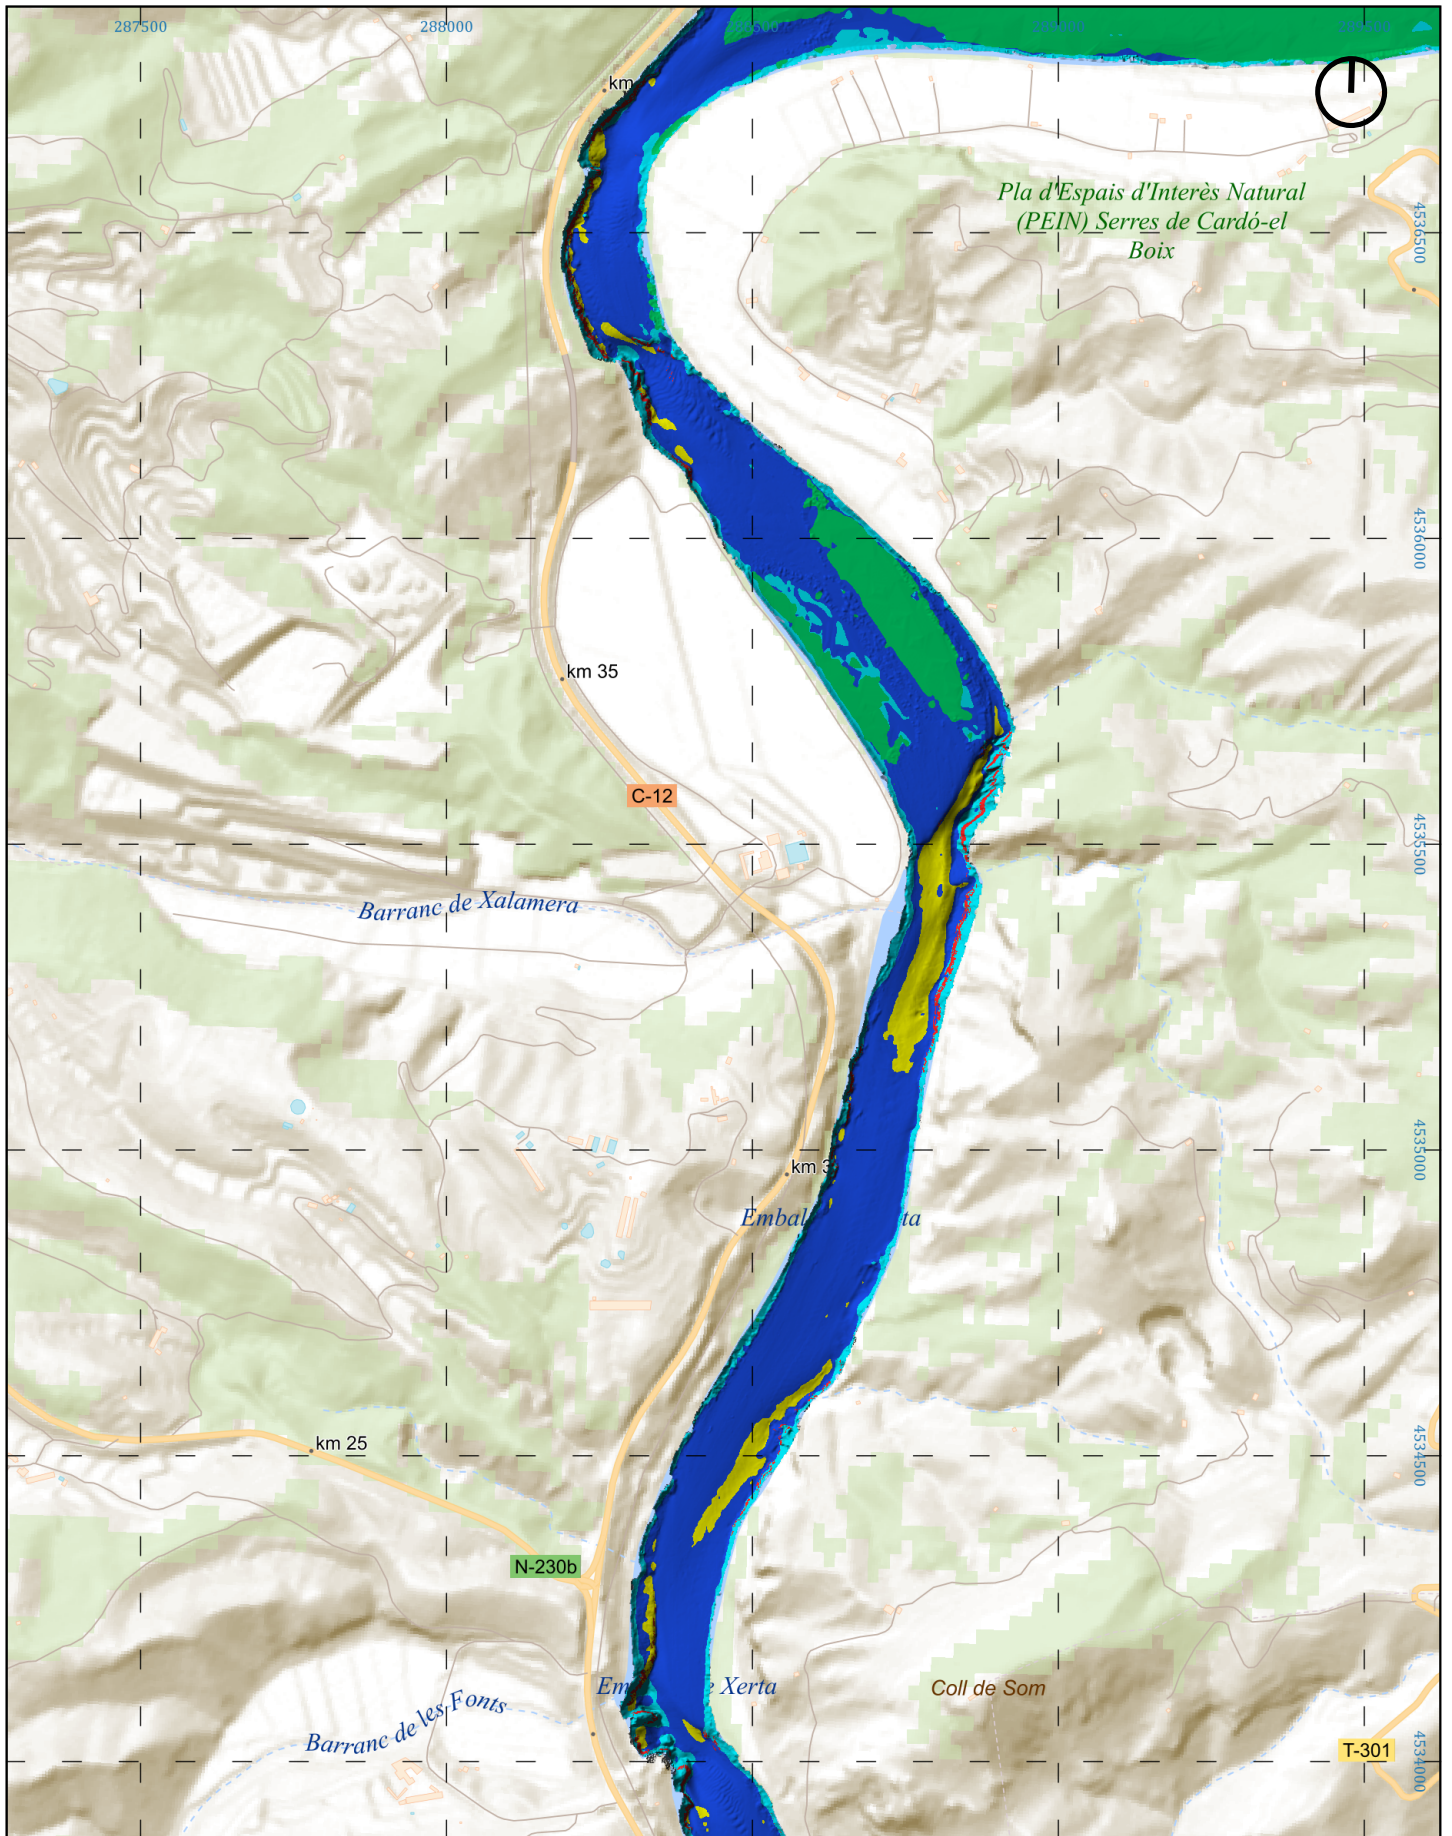 287500
288000
km
Pla d'Espais d'Interès Natural
(PEIN) Serres de Cardó-el
Boix
4536500
4536000
km 35
C-12
4535500
Barranc de Xalamera
4535000
km 3
Embal
ta
km 25
4534500
N-230b
Em
e Xerta
Coll de Som
Barranc de les Fonts
T-301
4534000